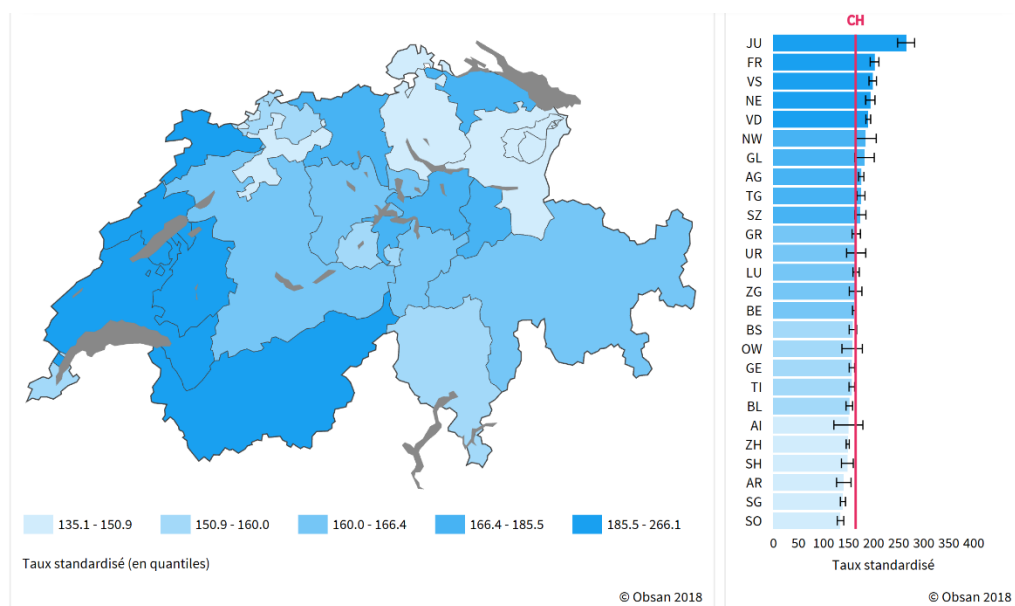 135.1 - 150.9
150.9 - 160.0
160.0 - 166.4
166.4 - 185.5
185.5 - 266.1
Taux standardisé (en quantiles)
© Obsan 2018
CH
JU
FR
VS
NE
VD
NW
GL
AG
TG
SZ
GR
UR
LU
ZG
BE
BS
OW
GE
TI
BL
AI
ZH
SH
AR
SG
SO
0 50 100 150 200 250 300 350 400
Taux standardisé
© Obsan 2018